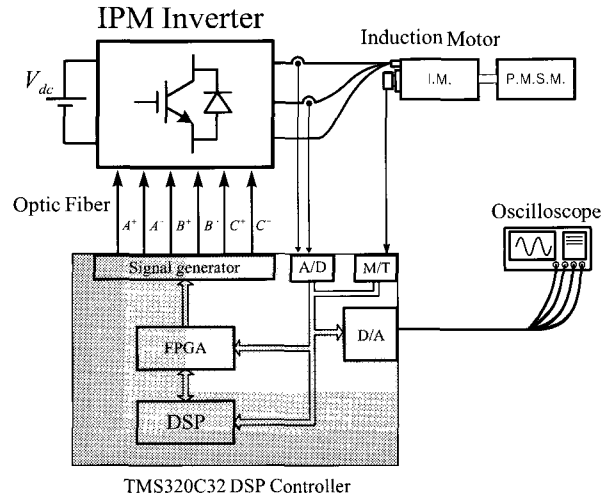 IPM Inverter
Induction Motor
V_dc
I.M.
P.M.S.M.
Optic Fiber
A⁺
A⁻
B⁺
B⁻
C⁺
C⁻
Oscilloscope
Signal generator
A/D
M/T
FPGA
D/A
DSP
TMS320C32 DSP Controller